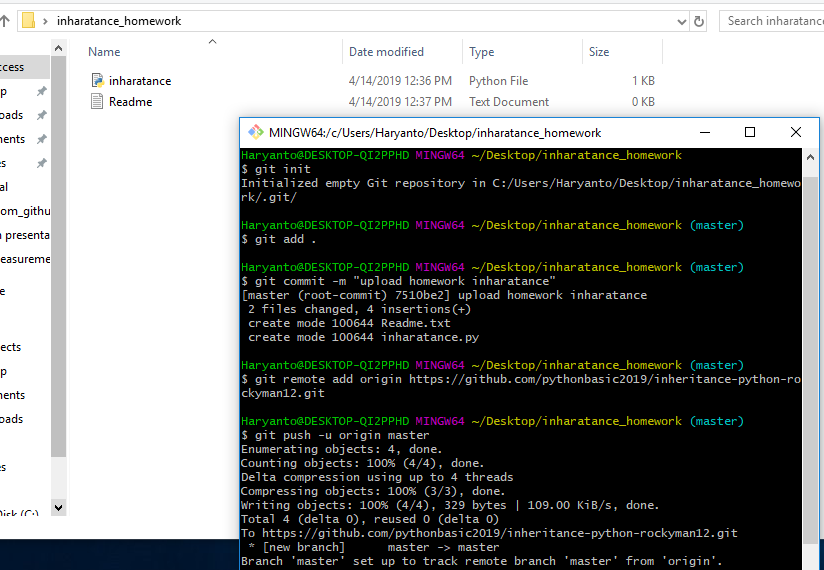 inharatance_homework
Search inharatance
Name
Date modified
Type
Size
inharatance
4/14/2019 12:36 PM
Python File
1 KB
Readme
4/14/2019 12:37 PM
Text Document
0 KB
ccess
p
oads
ents
es
al
om_githu
n presenta
easureme
e
ects
p
ents
oads
es
Disk (C:)
MINGW64:/c/Users/Haryanto/Desktop/inharatance_homework
Haryanto@DESKTOP-QI2PPHD MINGW64 ~/Desktop/inharatance_homework
$ git init
Initialized empty Git repository in C:/Users/Haryanto/Desktop/inharatance_homewo
rk/.git/
Haryanto@DESKTOP-QI2PPHD MINGW64 ~/Desktop/inharatance_homework (master)
$ git add .
Haryanto@DESKTOP-QI2PPHD MINGW64 ~/Desktop/inharatance_homework (master)
$ git commit -m "upload homework inharatance"
[master (root-commit) 7510be2] upload homework inharatance
2 files changed, 4 insertions(+)
create mode 100644 Readme.txt
create mode 100644 inharatance.py
Haryanto@DESKTOP-QI2PPHD MINGW64 ~/Desktop/inharatance_homework (master)
$ git remote add origin https://github.com/pythonbasic2019/inheritance-python-ro
ckyman12.git
Haryanto@DESKTOP-QI2PPHD MINGW64 ~/Desktop/inharatance_homework (master)
$ git push -u origin master
Enumerating objects: 4, done.
Counting objects: 100% (4/4), done.
Delta compression using up to 4 threads
Compressing objects: 100% (3/3), done.
Writing objects: 100% (4/4), 329 bytes | 109.00 KiB/s, done.
Total 4 (delta 0), reused 0 (delta 0)
To https://github.com/pythonbasic2019/inheritance-python-rockyman12.git
* [new branch]      master -> master
Branch 'master' set up to track remote branch 'master' from 'origin'.